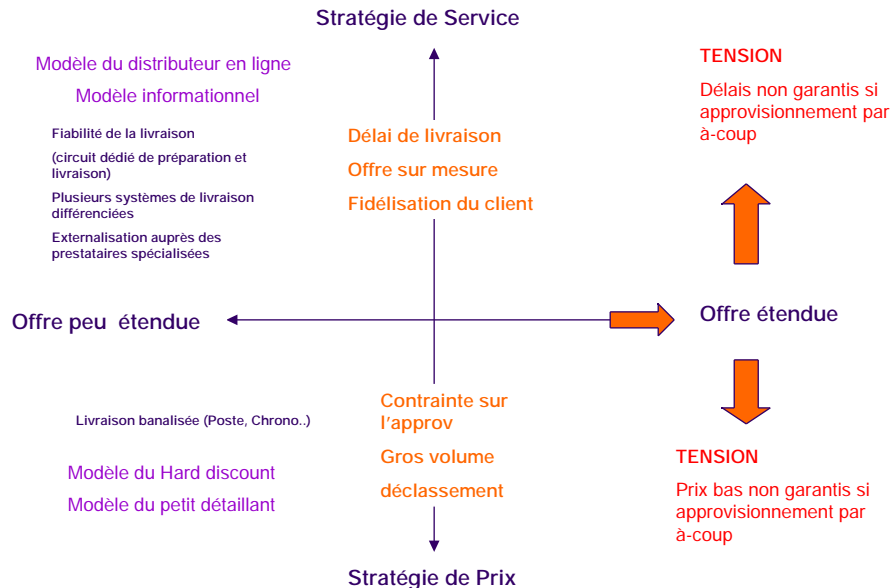 Stratégie de Service
Modèle du distributeur en ligne
Modèle informationnel
Fiabilité de la livraison
(circuit dédié de préparation et
livraison)
Plusieurs systèmes de livraison
différenciées
Externalisation auprès des
prestataires spécialisées
Délai de livraison
Offre sur mesure
Fidélisation du client
TENSION
Délais non garantis si
approvisionnement par
à-coup
Offre peu étendue
Offre étendue
Livraison banalisée (Poste, Chrono..)
Modèle du Hard discount
Modèle du petit détaillant
Contrainte sur
l'approv
Gros volume
déclassement
TENSION
Prix bas non garantis si
approvisionnement par
à-coup
Stratégie de Prix